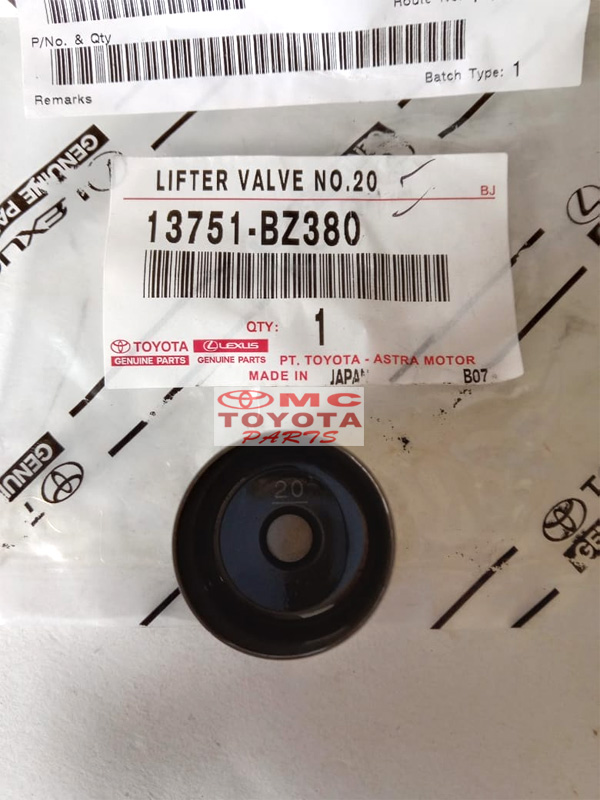 P/No. & Qty
Batch Type: 1
Remarks
LIFTER VALVE NO.20
BJ
13751-BZ380
QTY: 1
TOYOTA LEXUS
GENUINE PARTS GENUINE PARTS PT. TOYOTA - ASTRA MOTOR
MADE IN JAPAN B07
MC
TOYOTA
PARTS
20